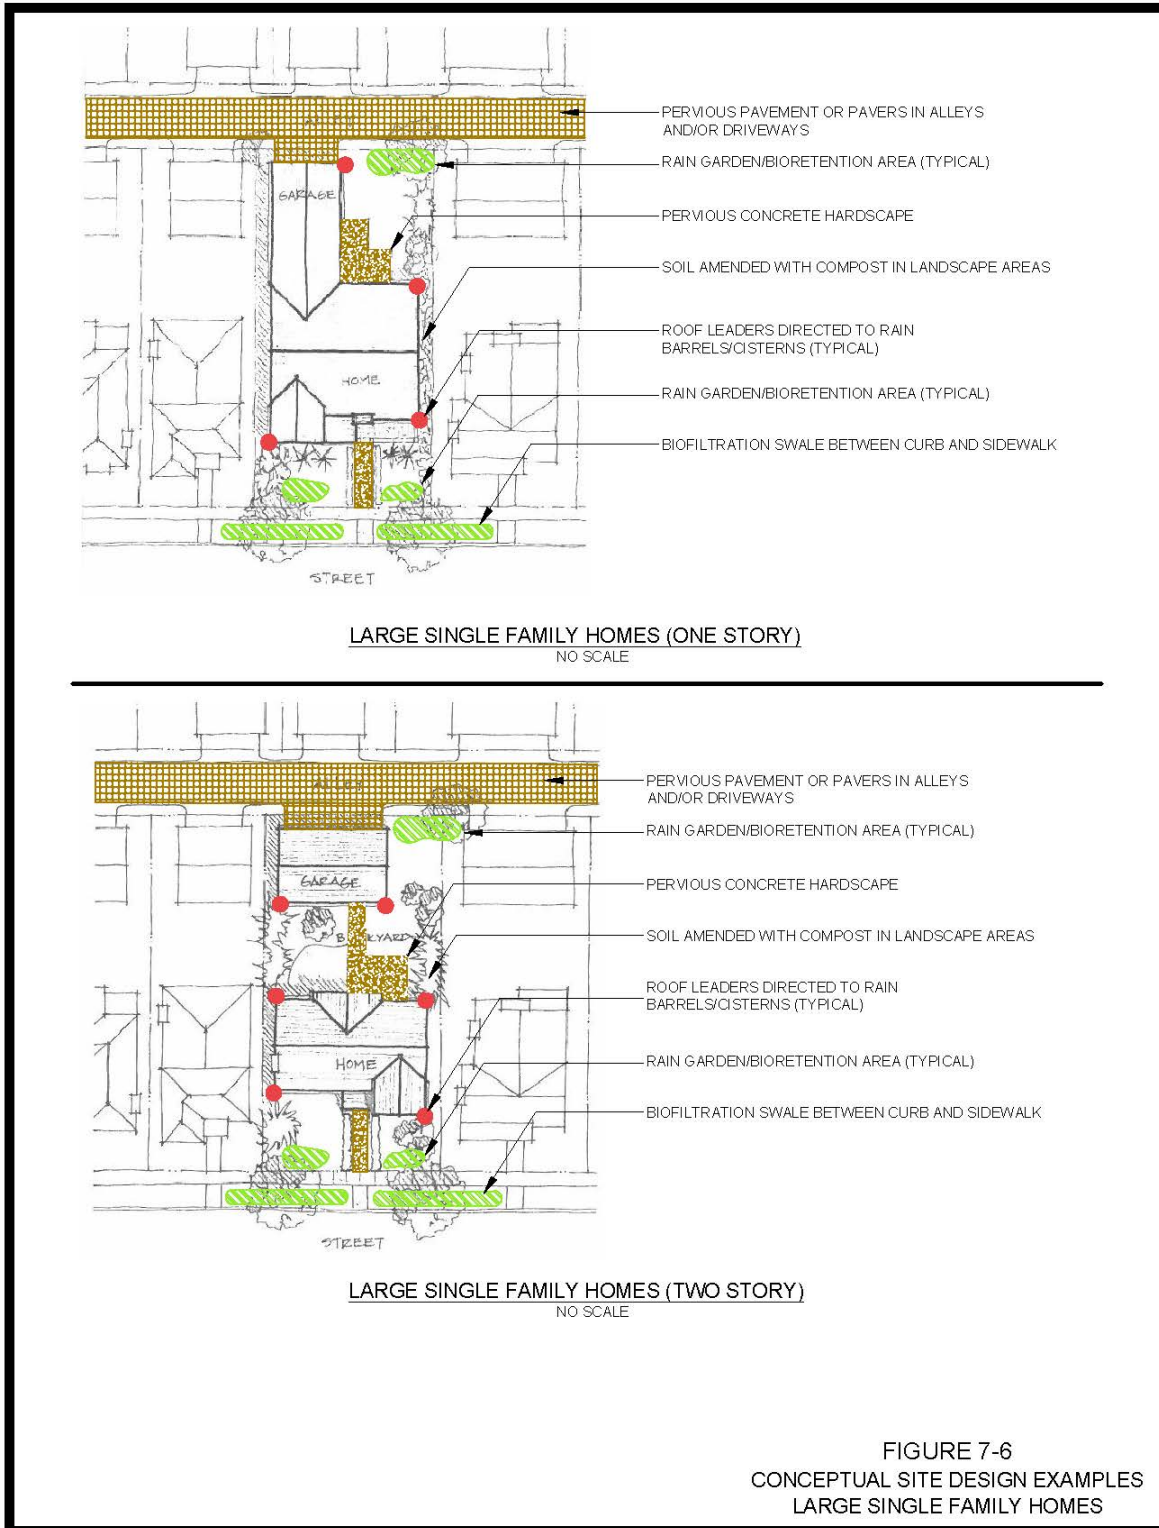 ALLEY
PERVIOUS PAVEMENT OR PAVERS IN ALLEYS
AND/OR DRIVEWAYS
RAIN GARDEN/BIORETENTION AREA (TYPICAL)
GARAGE
PERVIOUS CONCRETE HARDSCAPE
SOIL AMENDED WITH COMPOST IN LANDSCAPE AREAS
ROOF LEADERS DIRECTED TO RAIN
BARRELS/CISTERNS (TYPICAL)
HOME
RAIN GARDEN/BIORETENTION AREA (TYPICAL)
BIOFILTRATION SWALE BETWEEN CURB AND SIDEWALK
STREET
LARGE SINGLE FAMILY HOMES (ONE STORY)
NO SCALE
ALLEY
PERVIOUS PAVEMENT OR PAVERS IN ALLEYS
AND/OR DRIVEWAYS
RAIN GARDEN/BIORETENTION AREA (TYPICAL)
GARAGE
PERVIOUS CONCRETE HARDSCAPE
BACKYARD
SOIL AMENDED WITH COMPOST IN LANDSCAPE AREAS
ROOF LEADERS DIRECTED TO RAIN
BARRELS/CISTERNS (TYPICAL)
HOME
RAIN GARDEN/BIORETENTION AREA (TYPICAL)
BIOFILTRATION SWALE BETWEEN CURB AND SIDEWALK
STREET
LARGE SINGLE FAMILY HOMES (TWO STORY)
NO SCALE
FIGURE 7-6
CONCEPTUAL SITE DESIGN EXAMPLES
LARGE SINGLE FAMILY HOMES